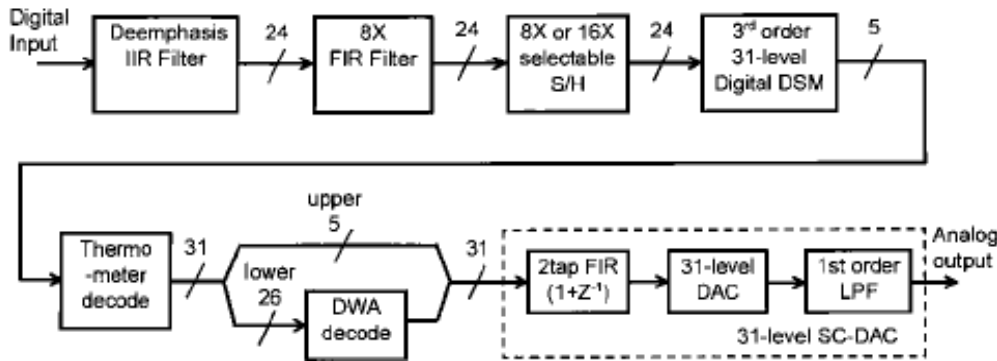 Digital
Input
Deemphasis
IIR Filter
24
8X
FIR Filter
24
8X or 16X
selectable
S/H
24
3rd order
31-level
Digital DSM
5
Thermo
-meter
decode
31
upper
5
lower
26
DWA
decode
31
2tap FIR
(1+Z-1)
31-level
DAC
1st order
LPF
Analog
output
31-level SC-DAC